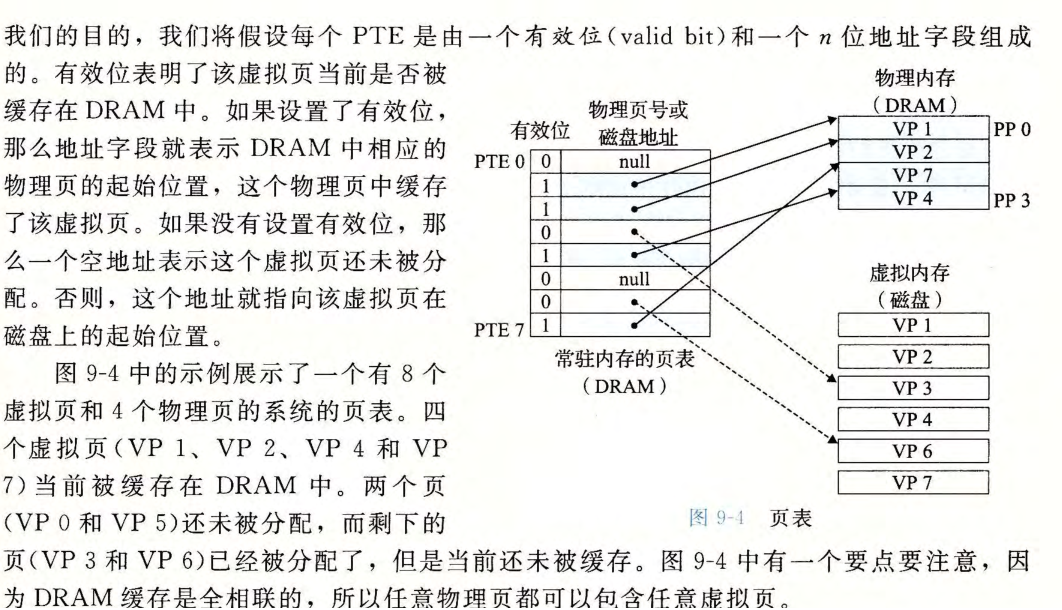 我们的目的，我们将假设每个 PTE 是由一个有效位(valid bit)和一个 n 位地址字段组成
的。有效位表明了该虚拟页当前是否被
缓存在 DRAM 中。如果设置了有效位，
那么地址字段就表示 DRAM 中相应的
物理页的起始位置，这个物理页中缓存
了该虚拟页。如果没有设置有效位，那
么一个空地址表示这个虚拟页还未被分
配。否则，这个地址就指向该虚拟页在
磁盘上的起始位置。
图 9-4 中的示例展示了一个有 8 个
虚拟页和 4 个物理页的系统的页表。四
个虚拟页(VP 1、VP 2、VP 4 和 VP
7)当前被缓存在 DRAM 中。两个页
(VP 0 和 VP 5)还未被分配，而剩下的
物理页号或
有效位
磁盘地址
PTE 0 0 null
1
1
0
1
0 null
0
PTE 7 1
常驻内存的页表
（DRAM）
物理内存
（DRAM）
VP 1 PP 0
VP 2
VP 7
VP 4 PP 3
虚拟内存
（磁盘）
VP 1
VP 2
VP 3
VP 4
VP 6
VP 7
图 9-4 页表
页(VP 3 和 VP 6)已经被分配了，但是当前还未被缓存。图 9-4 中有一个要点要注意，因
为 DRAM 缓存是全相联的，所以任意物理页都可以包含任意虚拟页。